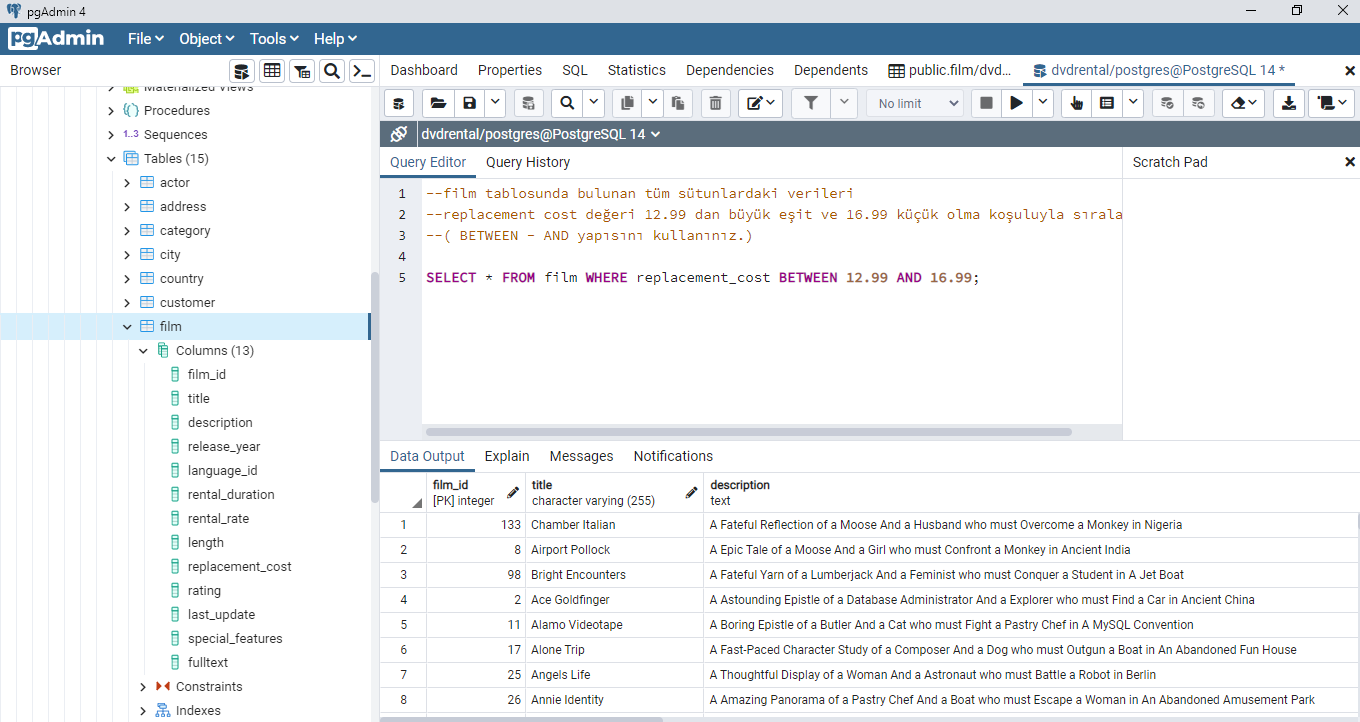 pgAdmin 4
pgAdmin
File Object Tools Help
Browser
Dashboard Properties SQL Statistics Dependencies Dependents public.film/dvd... dvdrental/postgres@PostgreSQL 14 *
Materialized Views
Procedures
1..3 Sequences
Tables (15)
actor
address
category
city
country
customer
film
Columns (13)
film_id
title
description
release_year
language_id
rental_duration
rental_rate
length
replacement_cost
rating
last_update
special_features
fulltext
Constraints
Indexes
No limit
dvdrental/postgres@PostgreSQL 14
Query Editor Query History
Scratch Pad
1 --film tablosunda bulunan tüm sütunlardaki verileri
2 --replacement cost değeri 12.99 dan büyük eşit ve 16.99 küçük olma koşuluyla sırala
3 --( BETWEEN - AND yapısını kullanınız.)
4
5 SELECT * FROM film WHERE replacement_cost BETWEEN 12.99 AND 16.99;
Data Output Explain Messages Notifications
film_id title description
[PK] integer character varying (255) text
1 133 Chamber Italian A Fateful Reflection of a Moose And a Husband who must Overcome a Monkey in Nigeria
2 8 Airport Pollock A Epic Tale of a Moose And a Girl who must Confront a Monkey in Ancient India
3 98 Bright Encounters A Fateful Yarn of a Lumberjack And a Feminist who must Conquer a Student in A Jet Boat
4 2 Ace Goldfinger A Astounding Epistle of a Database Administrator And a Explorer who must Find a Car in Ancient China
5 11 Alamo Videotape A Boring Epistle of a Butler And a Cat who must Fight a Pastry Chef in A MySQL Convention
6 17 Alone Trip A Fast-Paced Character Study of a Composer And a Dog who must Outgun a Boat in An Abandoned Fun House
7 25 Angels Life A Thoughtful Display of a Woman And a Astronaut who must Battle a Robot in Berlin
8 26 Annie Identity A Amazing Panorama of a Pastry Chef And a Boat who must Escape a Woman in An Abandoned Amusement Park